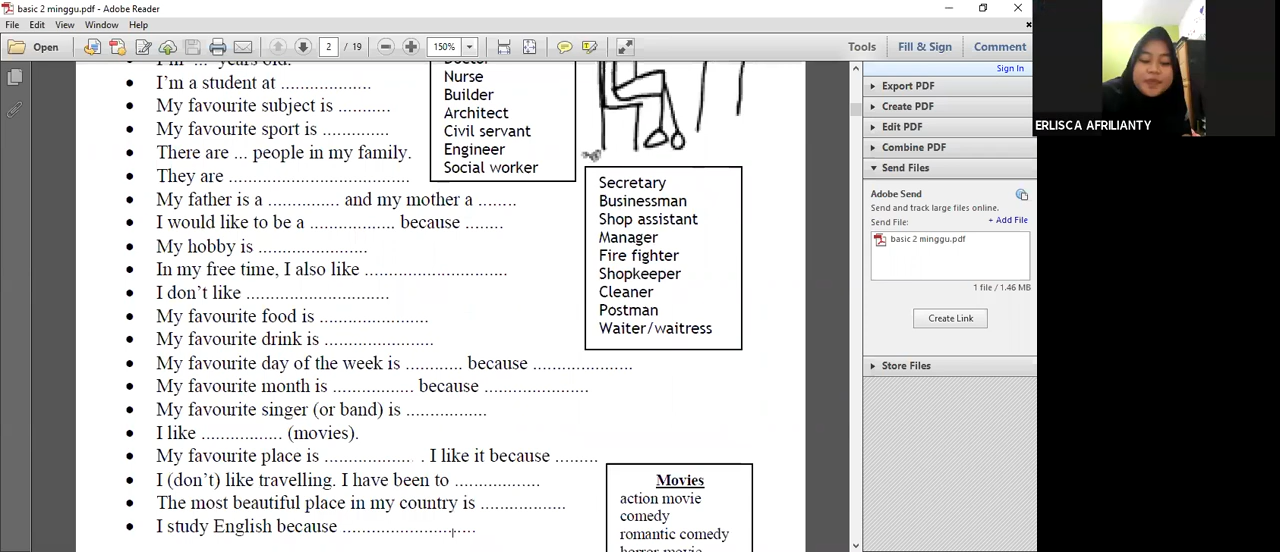 basic 2 minggu.pdf - Adobe Reader
File Edit View Window Help
Open 2 / 19 150% Tools Fill & Sign Comment
Sign In
Export PDF
Create PDF
Edit PDF
Combine PDF
Send Files
Adobe Send
Send and track large files online.
Send File:
+ Add File
basic 2 minggu.pdf
1 file / 1.46 MB
Create Link
Store Files
ERLISCA AFRILIANTY
I'm ... years old.
I'm a student at ..................
My favourite subject is ..........
My favourite sport is .............
There are ... people in my family.
They are ...................................
My father is a .............. and my mother a ........
I would like to be a ................. because ........
My hobby is .....................
In my free time, I also like ............................
I don't like ............................
My favourite food is .....................
My favourite drink is .....................
My favourite day of the week is ........... because ...................
My favourite month is ............... because ....................
My favourite singer (or band) is ...............
I like ............... (movies).
My favourite place is ................. . I like it because ........
I (don't) like travelling. I have been to ...............
The most beautiful place in my country is ...............
I study English because .........................
Doctor
Nurse
Builder
Architect
Civil servant
Engineer
Social worker
Secretary
Businessman
Shop assistant
Manager
Fire fighter
Shopkeeper
Cleaner
Postman
Waiter/waitress
Movies
action movie
comedy
romantic comedy
horror movie